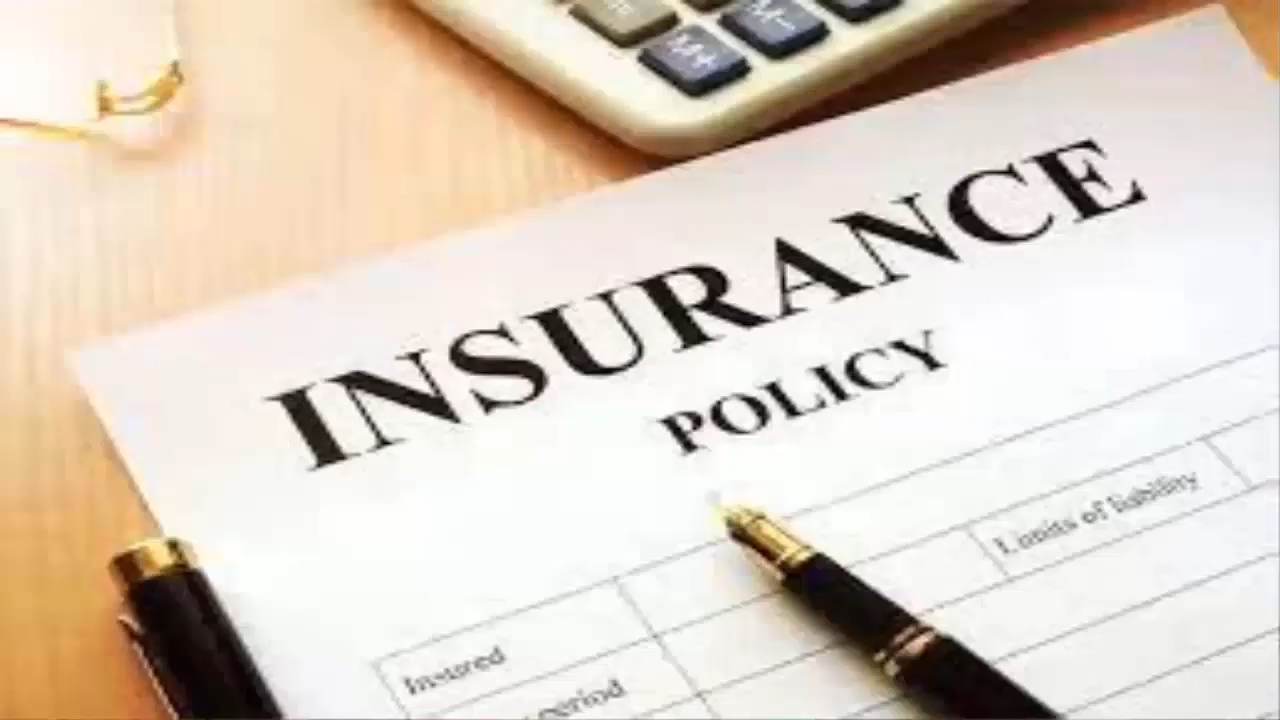 M+
M-
INSURANCE
POLICY
Limits of liability
Insured
period